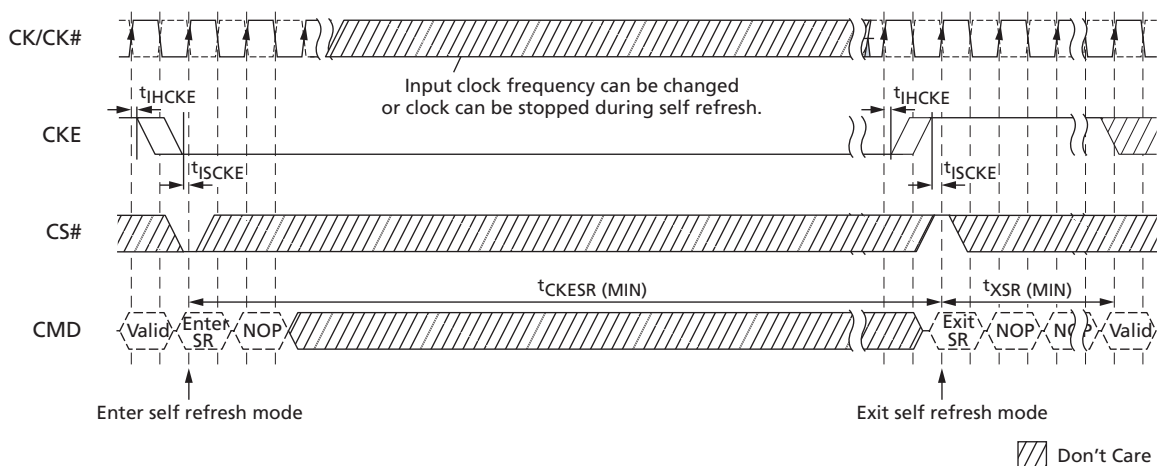 CK/CK#
Input clock frequency can be changed
or clock can be stopped during self refresh.
tIHCKE
tIHCKE
CKE
tISCKE
tISCKE
CS#
tCKESR (MIN)
tXSR (MIN)
CMD
Valid
Enter
SR
NOP
Exit
SR
NOP
NOP
Valid
Enter self refresh mode
Exit self refresh mode
Don't Care